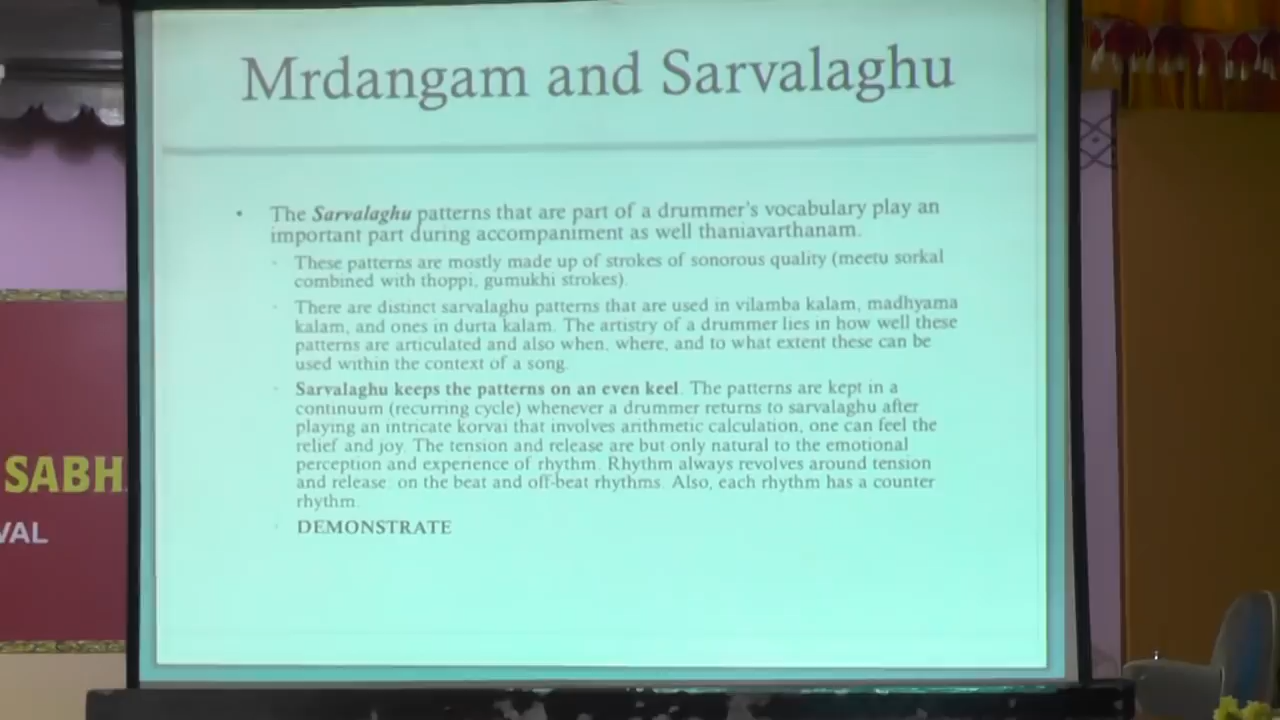 Mrdangam and Sarvalaghu
• The Sarvalaghu patterns that are part of a drummer's vocabulary play an
important part during accompaniment as well thaniavarthanam.
These patterns are mostly made up of strokes of sonorous quality (meetu sorkal
combined with thoppi, gumukhi strokes).
There are distinct sarvalaghu patterns that are used in vilamba kalam, madhyama
kalam, and ones in durta kalam. The artistry of a drummer lies in how well these
patterns are articulated and also when, where, and to what extent these can be
used within the context of a song.
Sarvalaghu keeps the patterns on an even keel. The patterns are kept in a
continuum (recurring cycle) whenever a drummer returns to sarvalaghu after
playing an intricate korvai that involves arithmetic calculation, one can feel the
relief and joy. The tension and release are but only natural to the emotional
perception and experience of rhythm. Rhythm always revolves around tension
and release on the beat and off-beat rhythms. Also, each rhythm has a counter
rhythm.
DEMONSTRATE
SABH
VAL